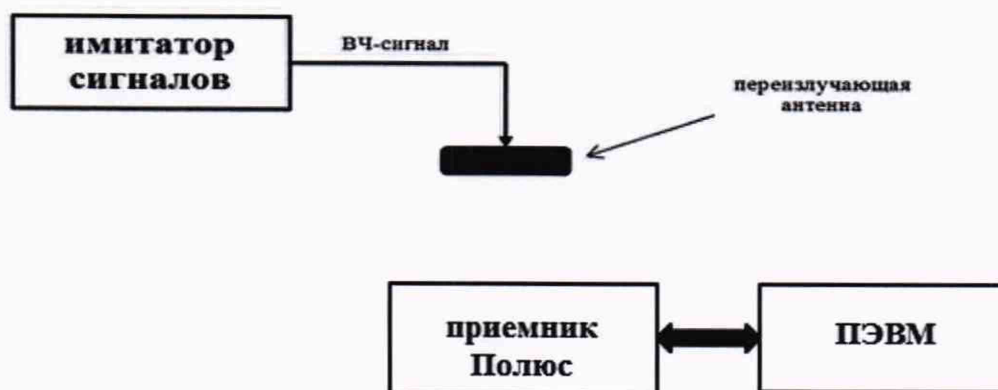 имитатор
сигналов
ВЧ-сигнал
переизлучающая
антенна
приемник
Полюс
ПЭВМ